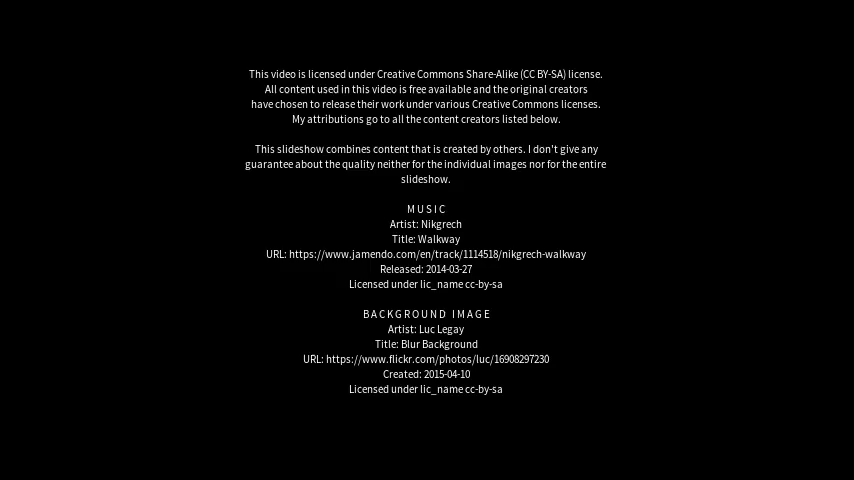 This video is licensed under Creative Commons Share-Alike (CC BY-SA) license.
All content used in this video is free available and the original creators
have chosen to release their work under various Creative Commons licenses.
My attributions go to all the content creators listed below.
This slideshow combines content that is created by others. I don't give any
guarantee about the quality neither for the individual images nor for the entire
slideshow.
MUSIC
Artist: Nikgrech
Title: Walkway
URL: https://www.jamendo.com/en/track/1114518/nikgrech-walkway
Released: 2014-03-27
Licensed under lic_name cc-by-sa
BACKGROUND IMAGE
Artist: Luc Legay
Title: Blur Background
URL: https://www.flickr.com/photos/luc/16908297230
Created: 2015-04-10
Licensed under lic_name cc-by-sa